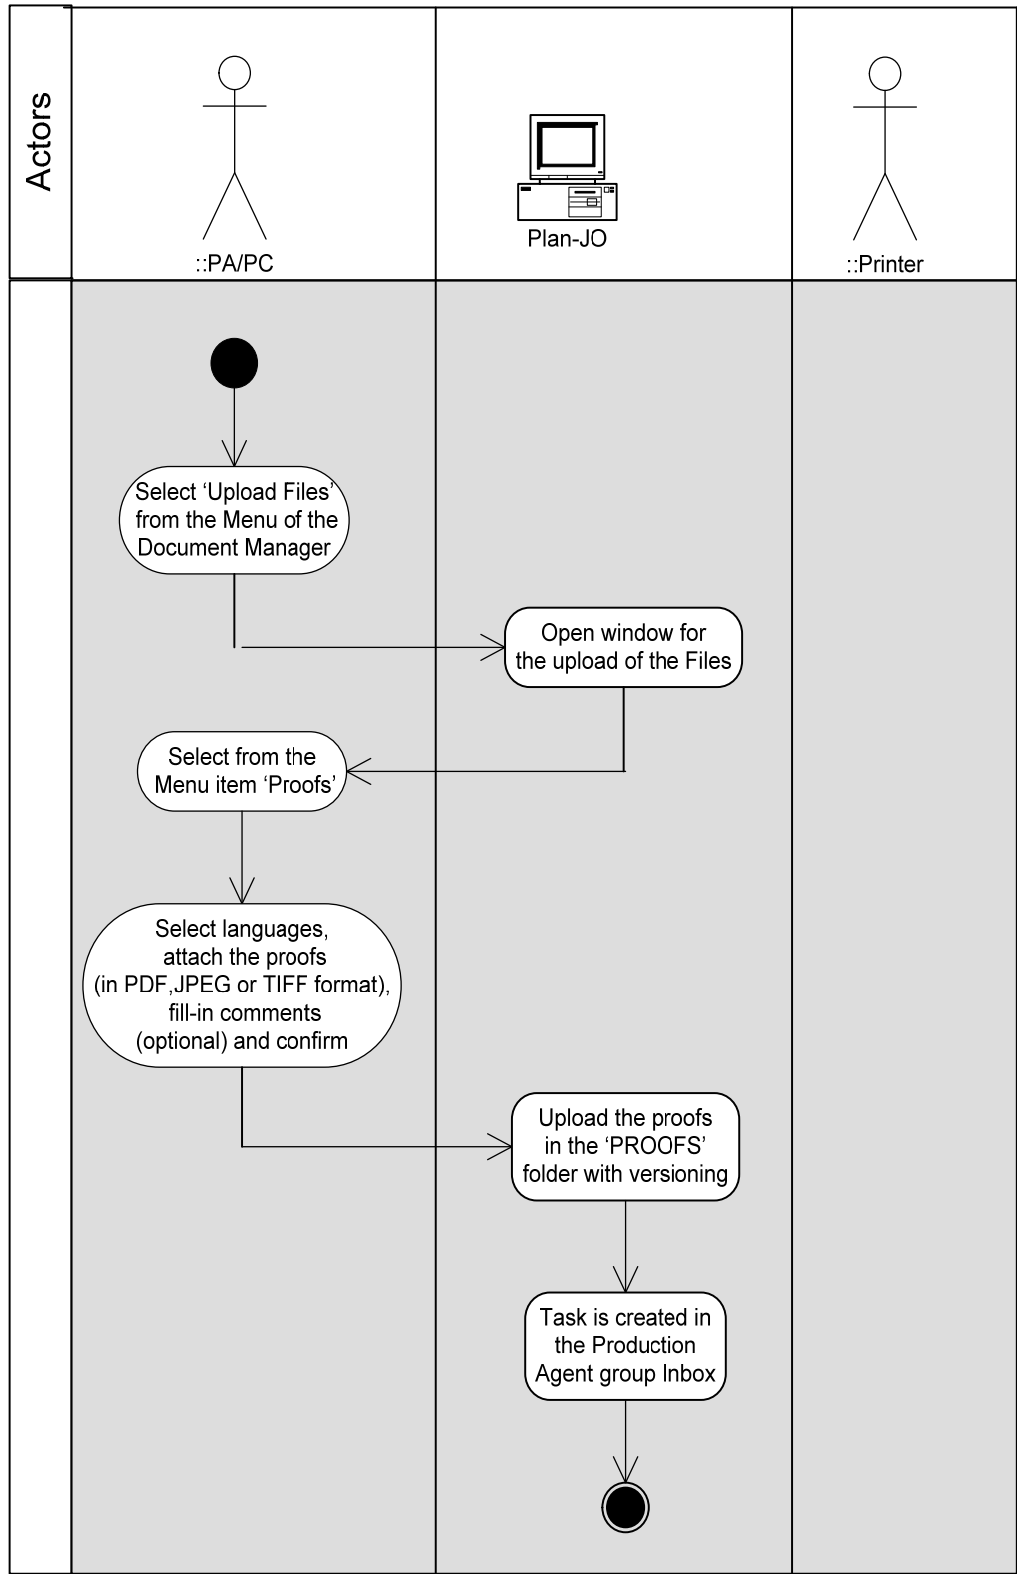 Actors
::PA/PC
Plan-JO
::Printer
Select ‘Upload Files’
from the Menu of the
Document Manager
Open window for
the upload of the Files
Select from the
Menu item ‘Proofs’
Select languages,
attach the proofs
(in PDF,JPEG or TIFF format),
fill-in comments
(optional) and confirm
Upload the proofs
in the ‘PROOFS’
folder with versioning
Task is created in
the Production
Agent group Inbox